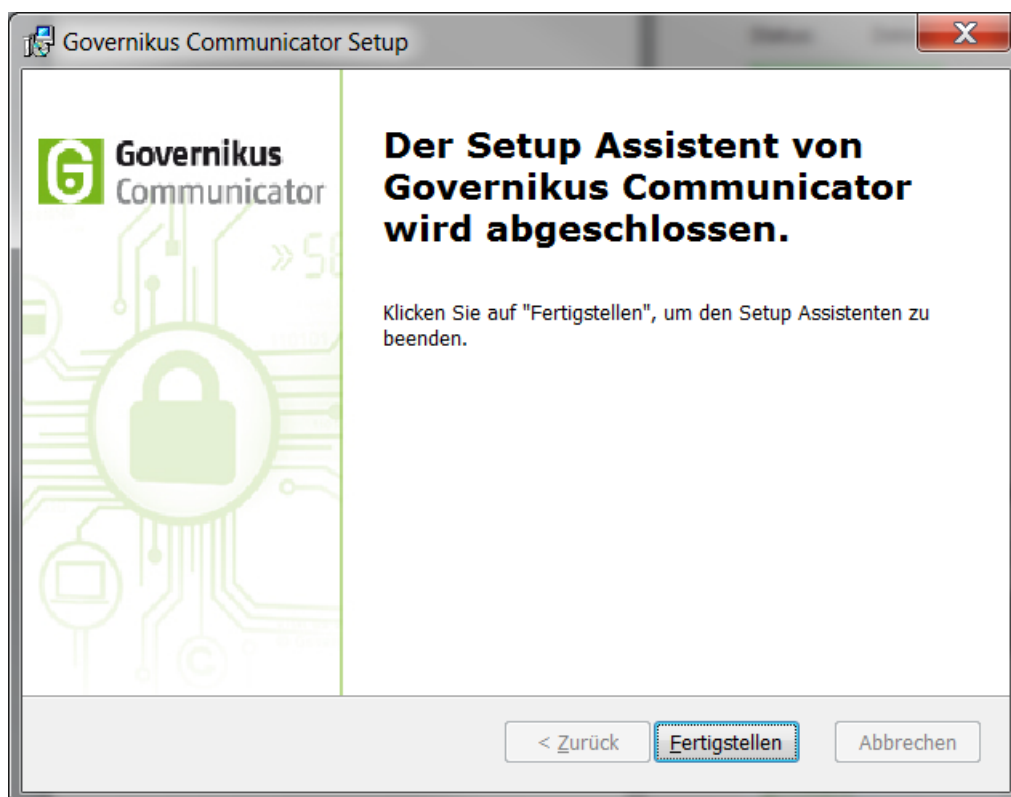 Governikus Communicator Setup
Governikus
Communicator
Der Setup Assistent von
Governikus Communicator
wird abgeschlossen.
Klicken Sie auf "Fertigstellen", um den Setup Assistenten zu
beenden.
< Zurück
Fertigstellen
Abbrechen